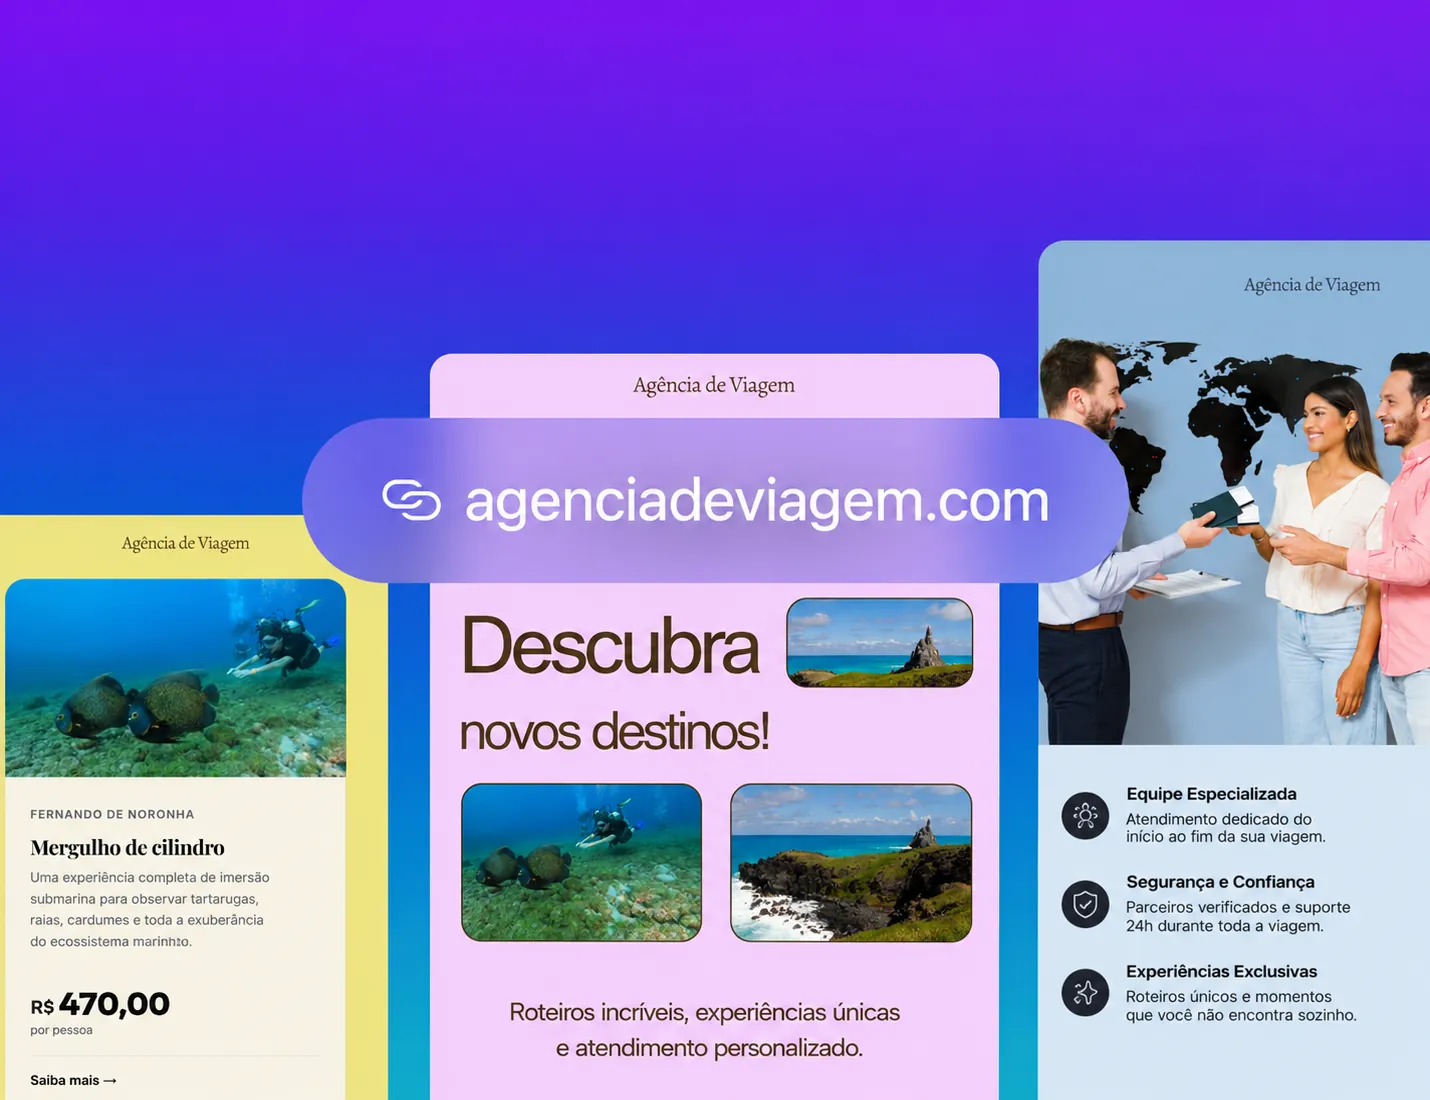 Agência de Viagem
Agência de Viagem
agenciadeviagem.com
Agência de Viagem
Descubra
novos destinos!
FERNANDO DE NORONHA
Mergulho de cilindro
Uma experiência completa de imersão
submarina para observar tartarugas,
raias, cardumes e toda a exuberância
do ecossistema
R$ 470,00
por pessoa
Saiba mais →
Roteiros incríveis, experiências únicas
e atendimento personalizado.
Equipe Especializada
Atendimento dedicado do
início ao fim da sua viagem.
Segurança e Confiança
Parceiros verificados e suporte
24h durante toda a viagem.
Experiências Exclusivas
Roteiros únicos e momentos
que você não encontra sozinho.